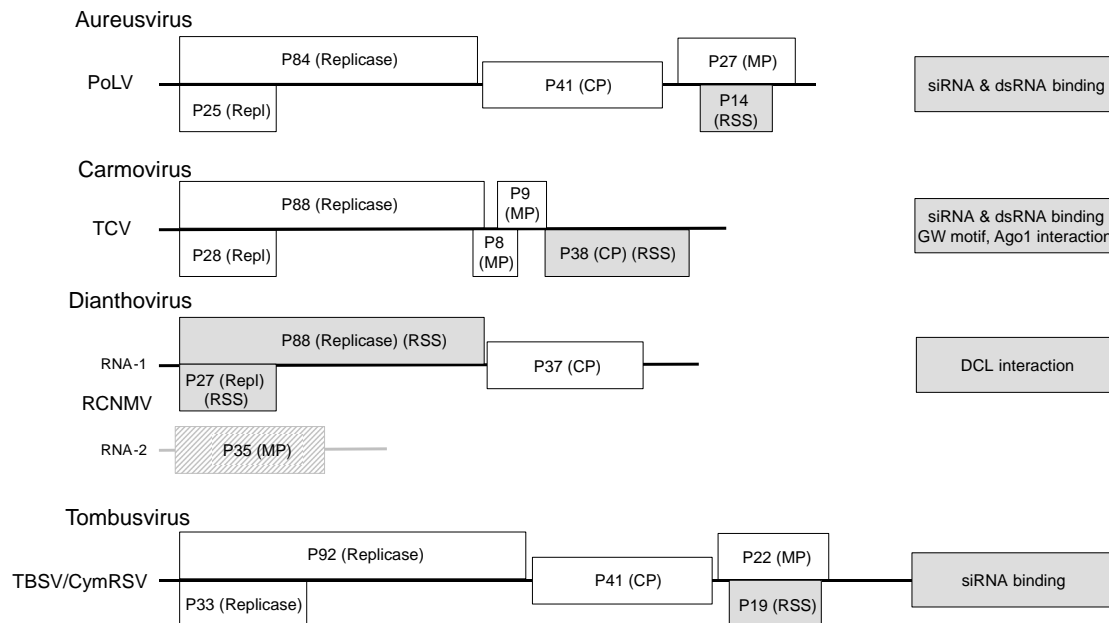 Aureusvirus
P84 (Replicase)
P27 (MP)
PoLV
P41 (CP)
siRNA & dsRNA binding
P25 (Repl)
P14
(RSS)
Carmovirus
P88 (Replicase)
P9
(MP)
TCV
siRNA & dsRNA binding
GW motif, Ago1 interaction
P28 (Repl)
P8
(MP)
P38 (CP) (RSS)
Dianthovirus
P88 (Replicase) (RSS)
RNA-1
P37 (CP)
DCL interaction
P27 (Repl)
(RSS)
RCNMV
RNA-2
P35 (MP)
Tombusvirus
P92 (Replicase)
P22 (MP)
TBSV/CymRSV
P41 (CP)
siRNA binding
P33 (Replicase)
P19 (RSS)